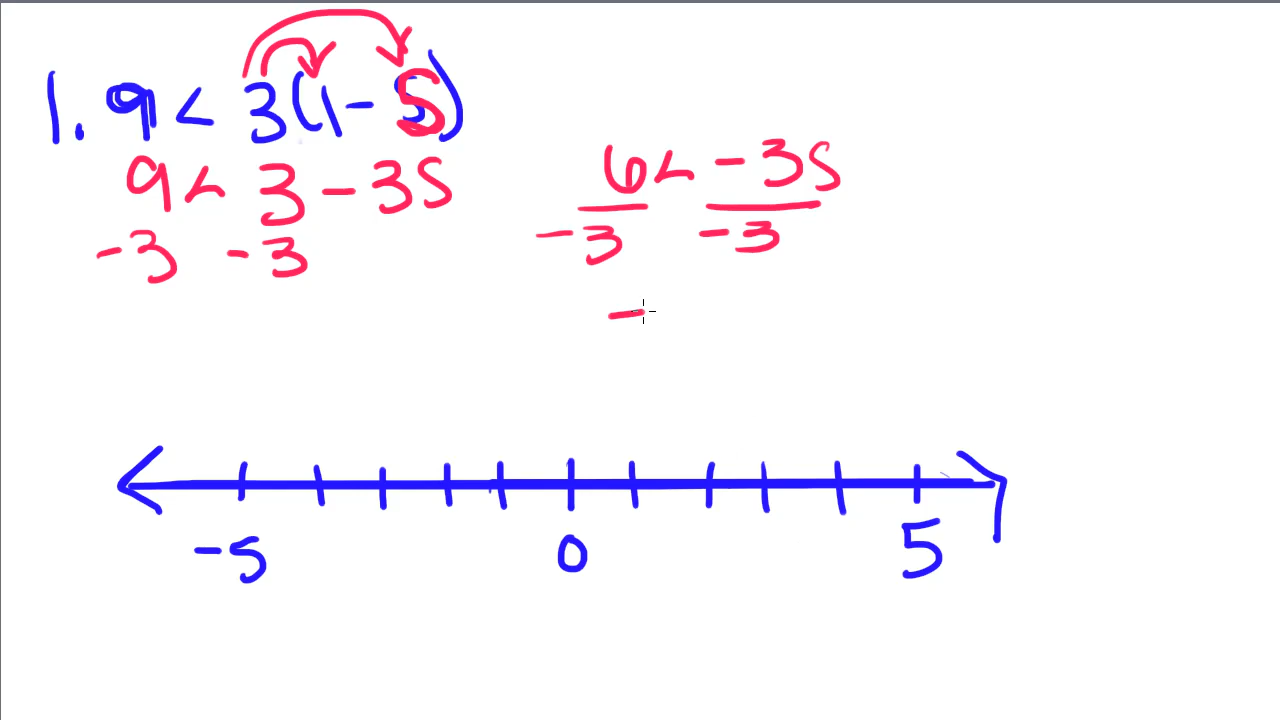 1. 9 < 3(1 - S)
9 < 3 - 3S
-3 -3
6 < -3S
-3 -3
-
-5 0 5